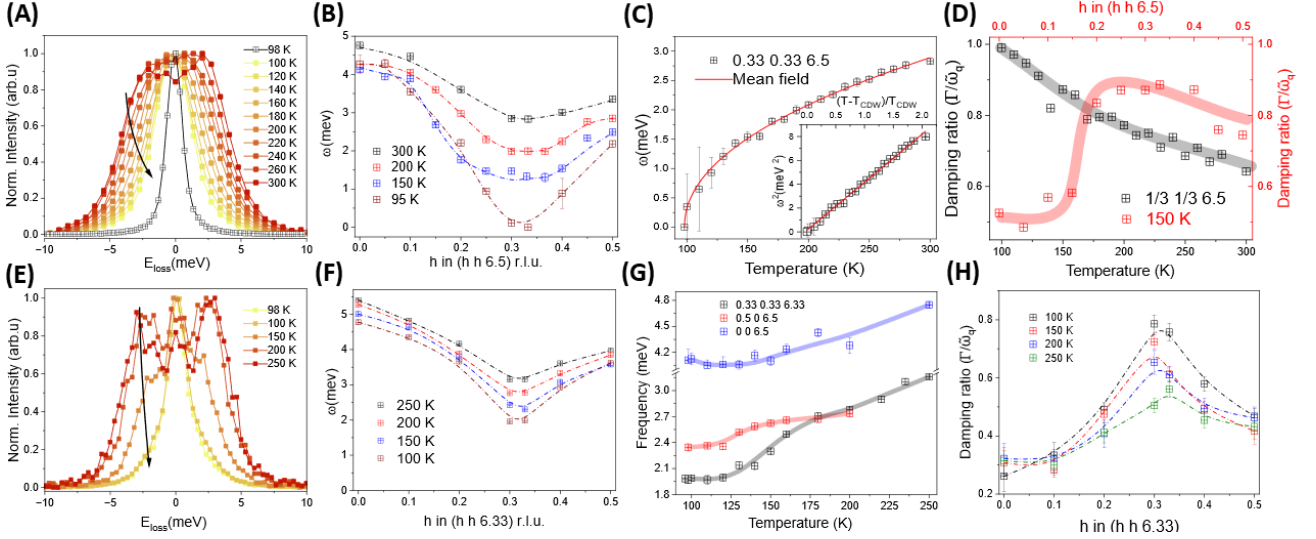 (A)
Norm. Intensity (arb.u)
1.0
0.8
0.6
0.4
0.2
0.0
98 K
100 K
120 K
140 K
160 K
180 K
200 K
220 K
240 K
260 K
300 K
−10 −5 0 5 10
E_loss(meV)
(B)
ω(meV)
5
4
3
2
1
0
300 K
200 K
150 K
95 K
0.0 0.1 0.2 0.3 0.4 0.5
h in (h h 6.5) r.l.u.
(C)
ω(meV)
3.0
2.5
2.0
1.5
1.0
0.5
0.0
0.33 0.33 6.5
Mean field
(T-T_CDW)/T_CDW
0.0 0.5 1.0 1.5 2.0
ω²(meV²)
8
6
4
2
0
100 150 200 250 300
Temperature (K)
(D)
h in (h h 6.5)
0.0 0.1 0.2 0.3 0.4 0.5
Damping ratio (Γ/ω̃q)
1.0
0.8
0.6
1/3 1/3 6.5
150 K
1.0
0.9
0.8
0.7
0.6
0.5
Damping ratio (Γ/ω̃q)
100 150 200 250 300
Temperature (K)
(E)
Norm. Intensity (arb.u)
1.0
0.8
0.6
0.4
0.2
0.0
98 K
100 K
150 K
200 K
250 K
−10 −5 0 5 10
E_loss(meV)
(F)
ω(mev)
5
4
3
2
1
0
250 K
200 K
150 K
100 K
0.0 0.1 0.2 0.3 0.4 0.5
h in (h h 6.33) r.l.u.
(G)
Frequency (meV)
4.8
4.5
4.2
3.0
2.7
2.4
2.1
1.8
0.33 0.33 6.33
0.5 0 6.5
0 0 6.5
100 125 150 175 200 225 250
Temperature (K)
(H)
Damping ratio (Γ/ω̃q)
0.8
0.6
0.4
0.2
100 K
150 K
200 K
250 K
0.0 0.1 0.2 0.3 0.4 0.5
h in (h h 6.33)